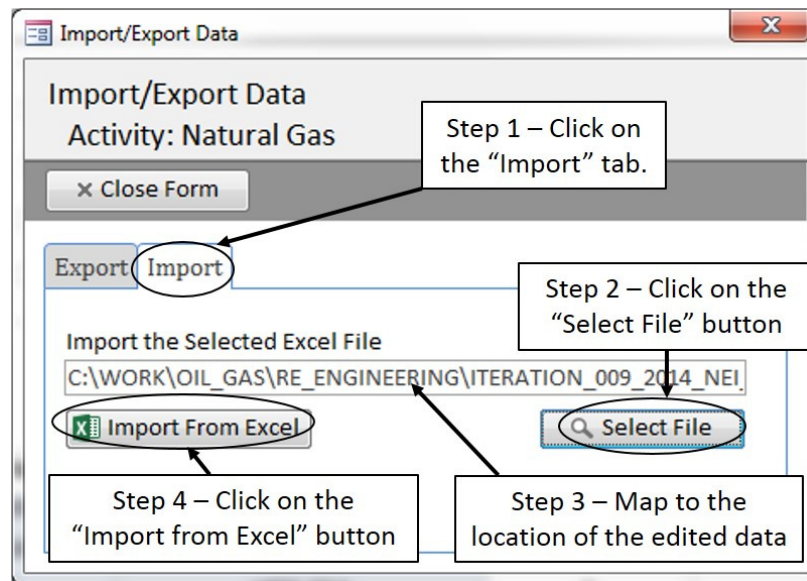 Import/Export Data
X
Import/Export Data
Activity: Natural Gas
Step 1 – Click on
the “Import” tab.
× Close Form
Export
Import
Step 2 – Click on the
“Select File” button
Import the Selected Excel File
C:\WORK\OIL_GAS\RE_ENGINEERING\ITERATION_009_2014_NEI_
Import From Excel
Select File
Step 4 – Click on the
“Import from Excel” button
Step 3 – Map to the
location of the edited data